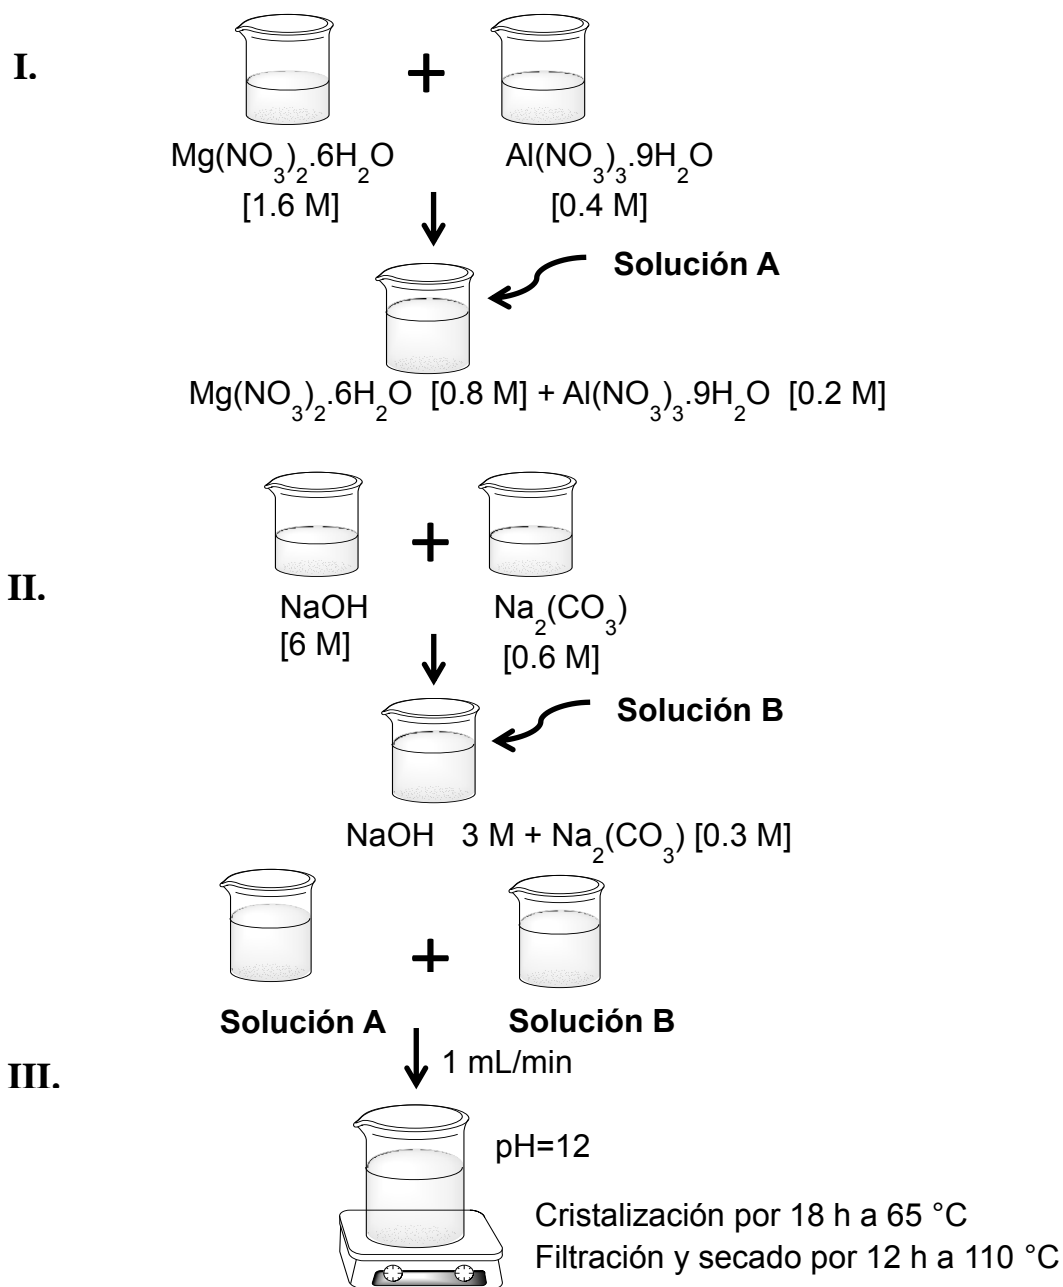 I.
+
Mg(NO3)2.6H2O Al(NO3)3.9H2O
[1.6 M] [0.4 M]
Solución A
Mg(NO3)2.6H2O [0.8 M] + Al(NO3)3.9H2O [0.2 M]
+
II.
NaOH Na2(CO3)
[6 M] [0.6 M]
Solución B
NaOH 3 M + Na2(CO3) [0.3 M]
+
Solución A Solución B
1 mL/min
III.
pH=12
Cristalización por 18 h a 65 °C
Filtración y secado por 12 h a 110 °C